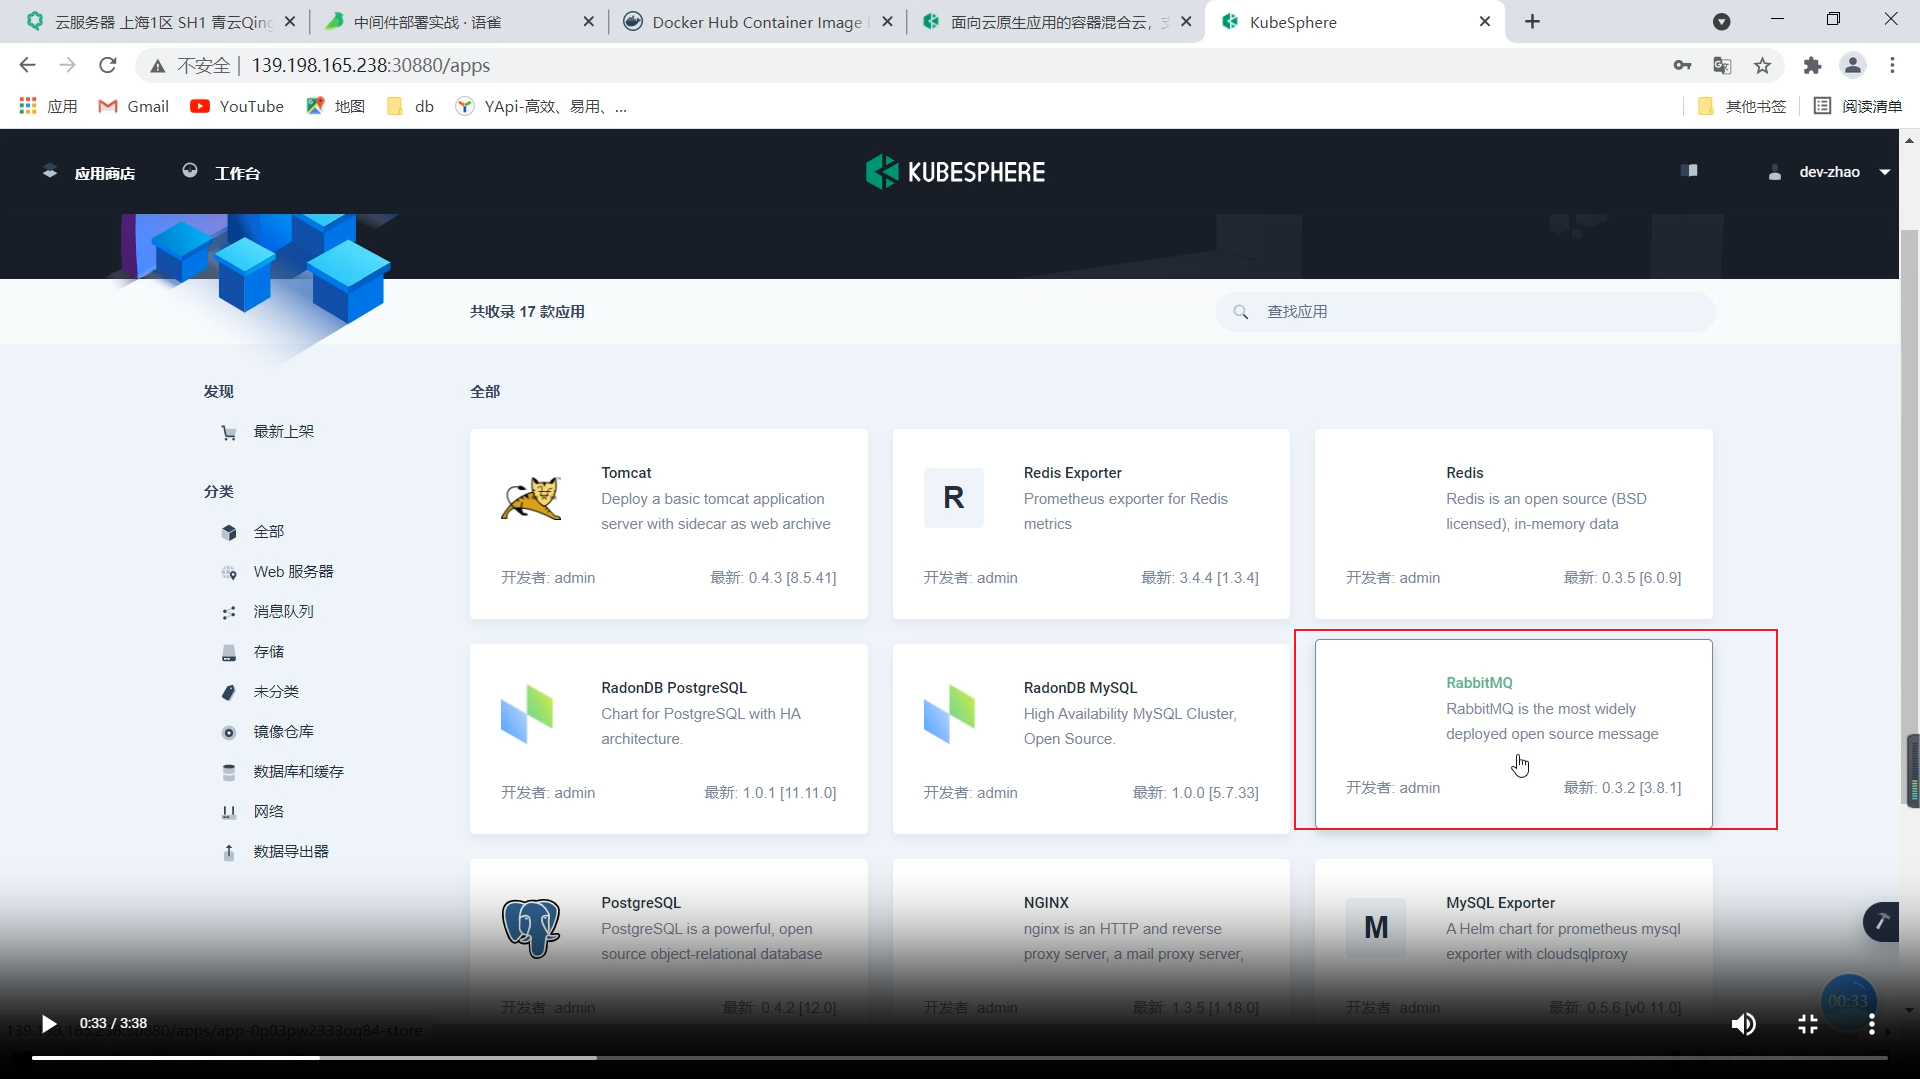 云服务器 上海1区 SH1 青云Qing
中间件部署实战 · 语雀
Docker Hub Container Image
面向云原生应用的容器混合云，
KubeSphere
不安全 139.198.165.238:30880/apps
应用
Gmail
YouTube
地图
db
YApi-高效、易用、...
其他书签
阅读清单
应用商店
工作台
KUBESPHERE
dev-zhao
共收录 17 款应用
查找应用
发现
最新上架
分类
全部
Web 服务器
消息队列
存储
未分类
镜像仓库
数据库和缓存
网络
数据导出器
全部
Tomcat
Deploy a basic tomcat application
server with sidecar as web archive
开发者: admin
最新: 0.4.3 [8.5.41]
Redis Exporter
Prometheus exporter for Redis
metrics
开发者: admin
最新: 3.4.4 [1.3.4]
Redis
Redis is an open source (BSD
licensed), in-memory data
开发者: admin
最新: 0.3.5 [6.0.9]
RadonDB PostgreSQL
Chart for PostgreSQL with HA
architecture.
开发者: admin
最新: 1.0.1 [11.11.0]
RadonDB MySQL
High Availability MySQL Cluster,
Open Source.
开发者: admin
最新: 1.0.0 [5.7.33]
RabbitMQ
RabbitMQ is the most widely
deployed open source message
开发者: admin
最新: 0.3.2 [3.8.1]
PostgreSQL
PostgreSQL is a powerful, open
source object-relational database
开发者: admin
最新: 0.4.2 [12.0]
NGINX
nginx is an HTTP and reverse
proxy server, a mail proxy server,
开发者: admin
最新: 1.3.5 [1.18.0]
M
MySQL Exporter
A Helm chart for prometheus mysql
exporter with cloudsqlproxy
开发者: admin
最新: 0.5.6 [v0.11.0]
R
00:33
0:33 / 3:38
/apps/app-0p03pw2333oq84-store